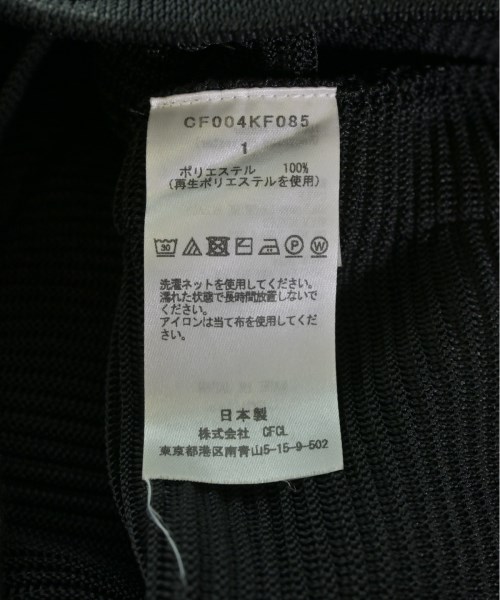 CF004KF085
1
ポリエステル 100%
(再生ポリエステルを使用)
30 P W
洗濯ネットを使用してください。
濡れた状態で長時間放置しないで
ください。
アイロンは当て布を使用してくだ
さい。
日本製
株式会社 CFCL
東京都港区南青山5-15-9-502